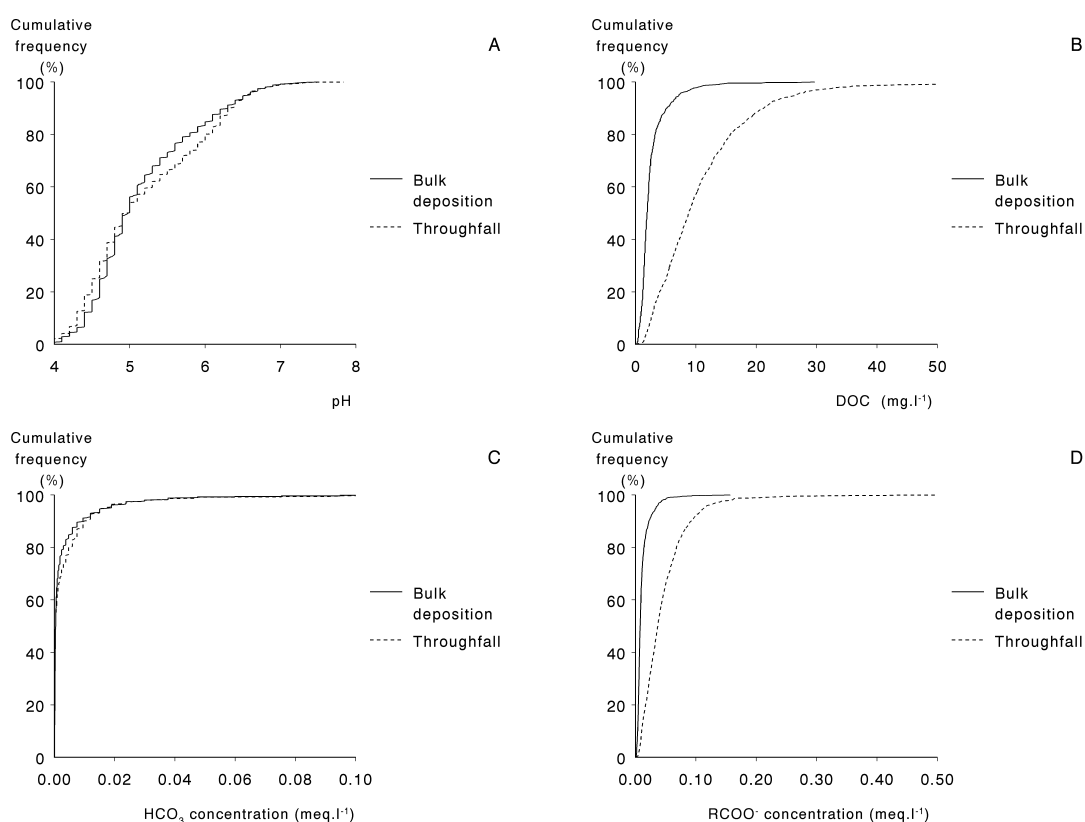 Cumulative
frequency
(%)
A
100
80
60
40
20
0
4 5 6 7 8
pH
Bulk
deposition
Throughfall
Cumulative
frequency
(%)
B
100
80
60
40
20
0
0 10 20 30 40 50
DOC (mg.l⁻¹)
Bulk
deposition
Throughfall
Cumulative
frequency
(%)
C
100
80
60
40
20
0
0.00 0.02 0.04 0.06 0.08 0.10
HCO₃ concentration (meq.l⁻¹)
Bulk
deposition
Throughfall
Cumulative
frequency
(%)
D
100
80
60
40
20
0
0.00 0.10 0.20 0.30 0.40 0.50
RCOO⁻ concentration (meq.l⁻¹)
Bulk
deposition
Throughfall